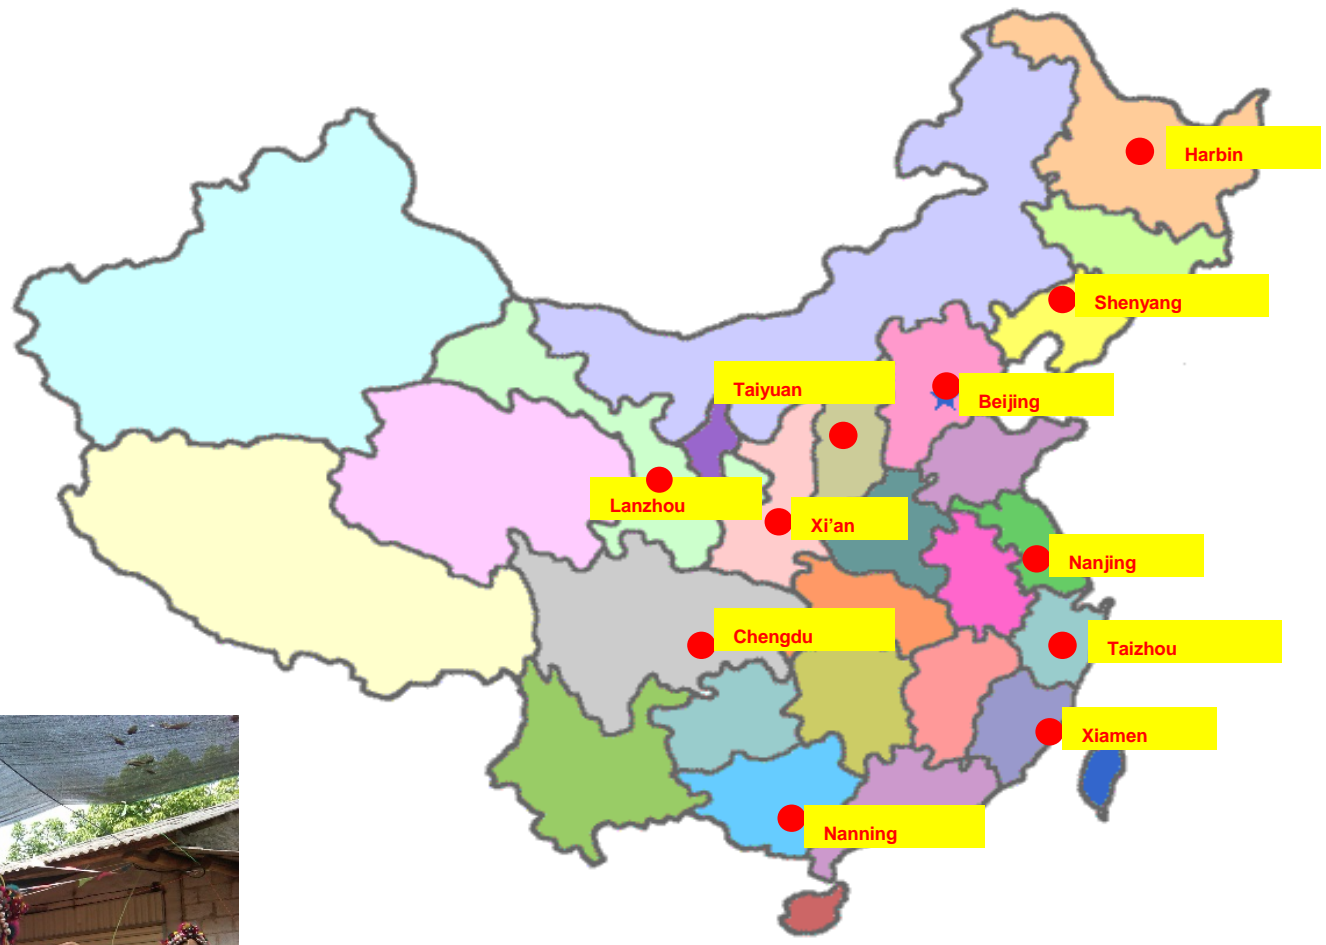 Harbin
Shenyang
Taiyuan
Beijing
Lanzhou
Xi’an
Nanjing
Chengdu
Taizhou
Xiamen
Nanning